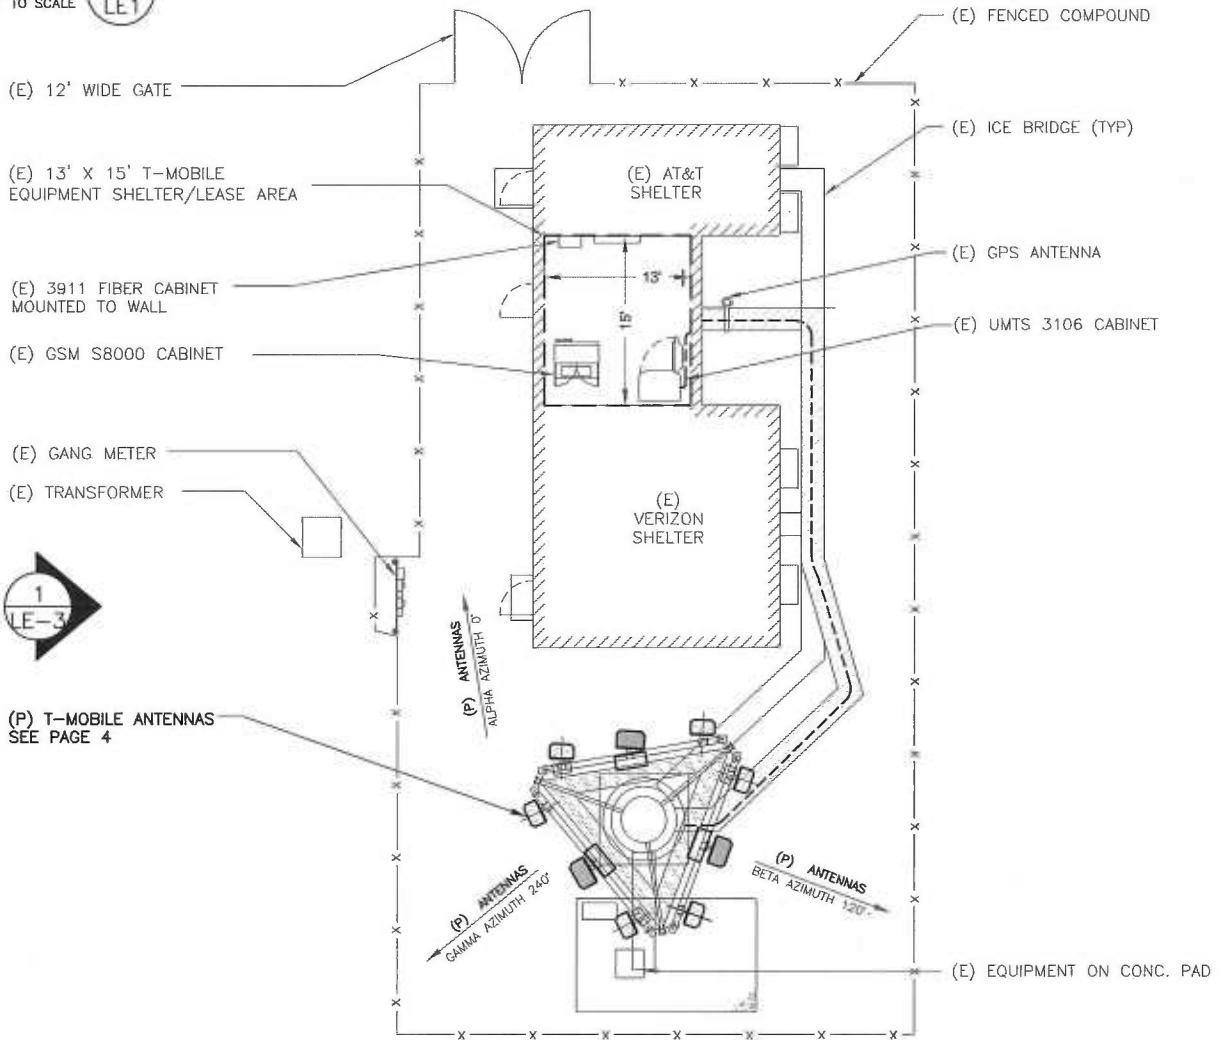 TO SCALE
LE1
(E) FENCED COMPOUND
(E) 12' WIDE GATE
(E) ICE BRIDGE (TYP)
(E) 13' X 15' T-MOBILE
EQUIPMENT SHELTER/LEASE AREA
(E) AT&T
SHELTER
(E) GPS ANTENNA
13'
(E) 3911 FIBER CABINET
MOUNTED TO WALL
15'
(E) UMTS 3106 CABINET
(E) GSM S8000 CABINET
(E) GANG METER
(E) TRANSFORMER
(E)
VERIZON
SHELTER
1
LE-3
(P) ANTENNAS
ALPHA AZIMUTH 0°
(P) T-MOBILE ANTENNAS
SEE PAGE 4
(P) ANTENNAS
BETA AZIMUTH 120°
(P) ANTENNAS
GAMMA AZIMUTH 240°
(E) EQUIPMENT ON CONC. PAD